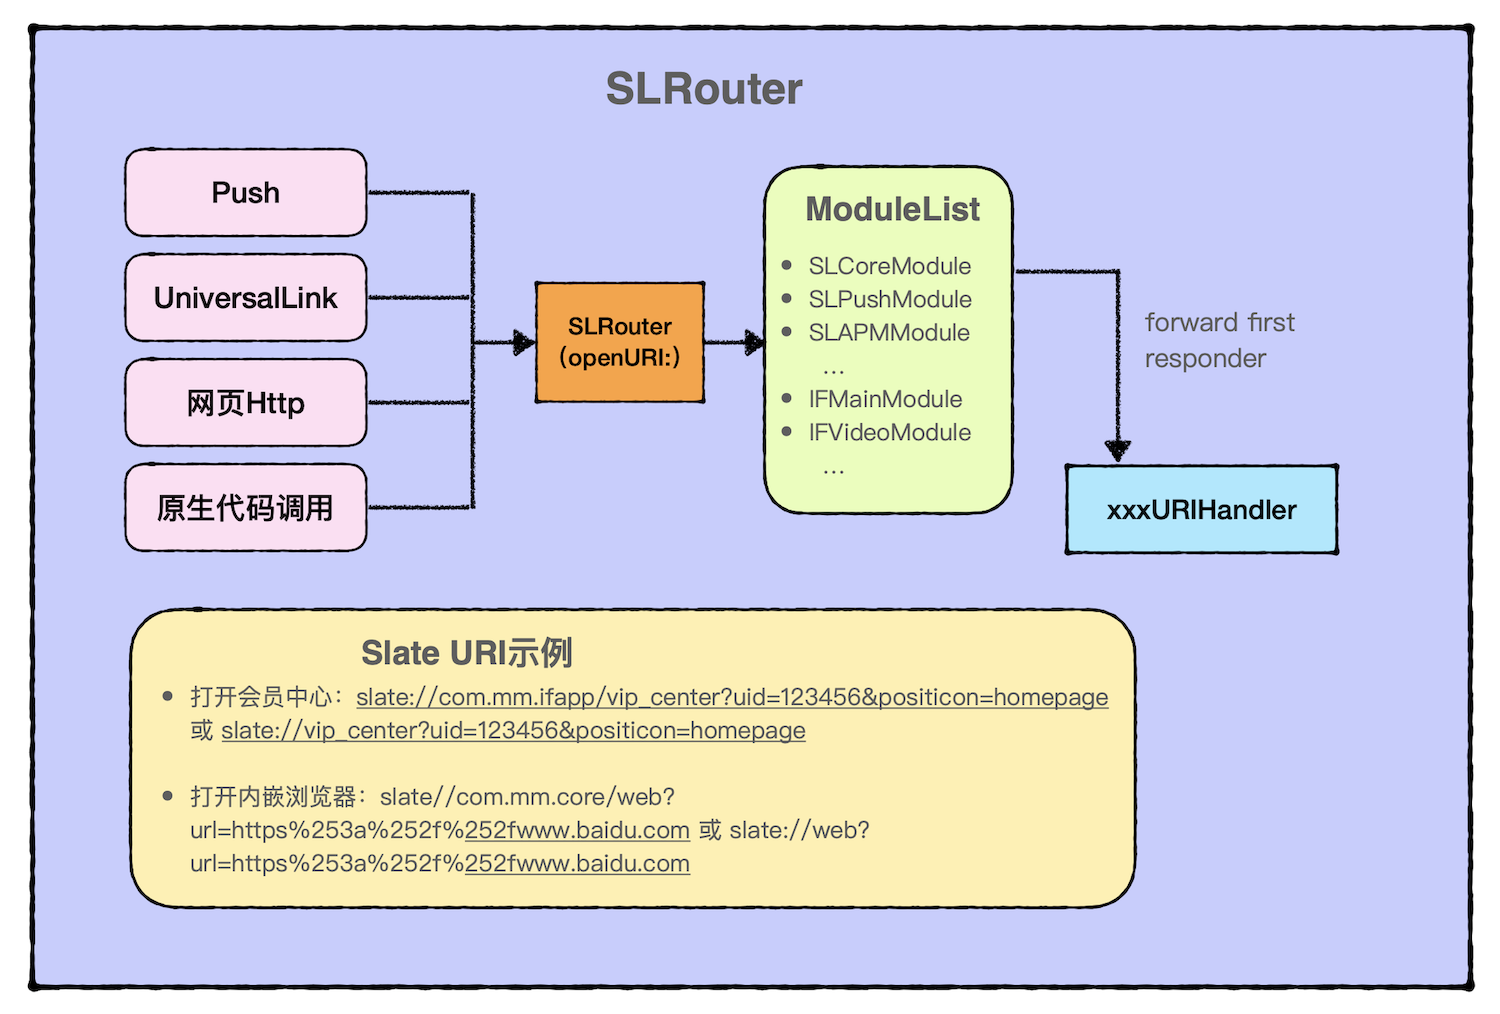 SLRouter
Push
UniversalLink
网页Http
原生代码调用
SLRouter
(openURI:)
ModuleList
• SLCoreModule
• SLPushModule
• SLAPMModule
...
• IFMainModule
• IFVideoModule
...
forward first
responder
xxxURIHandler
Slate URI示例
• 打开会员中心：slate://com.mm.ifapp/vip_center?uid=123456&positicon=homepage
或 slate://vip_center?uid=123456&positicon=homepage
• 打开内嵌浏览器：slate//com.mm.core/web?
url=https%253a%252f%252fwww.baidu.com 或 slate://web?
url=https%253a%252f%252fwww.baidu.com